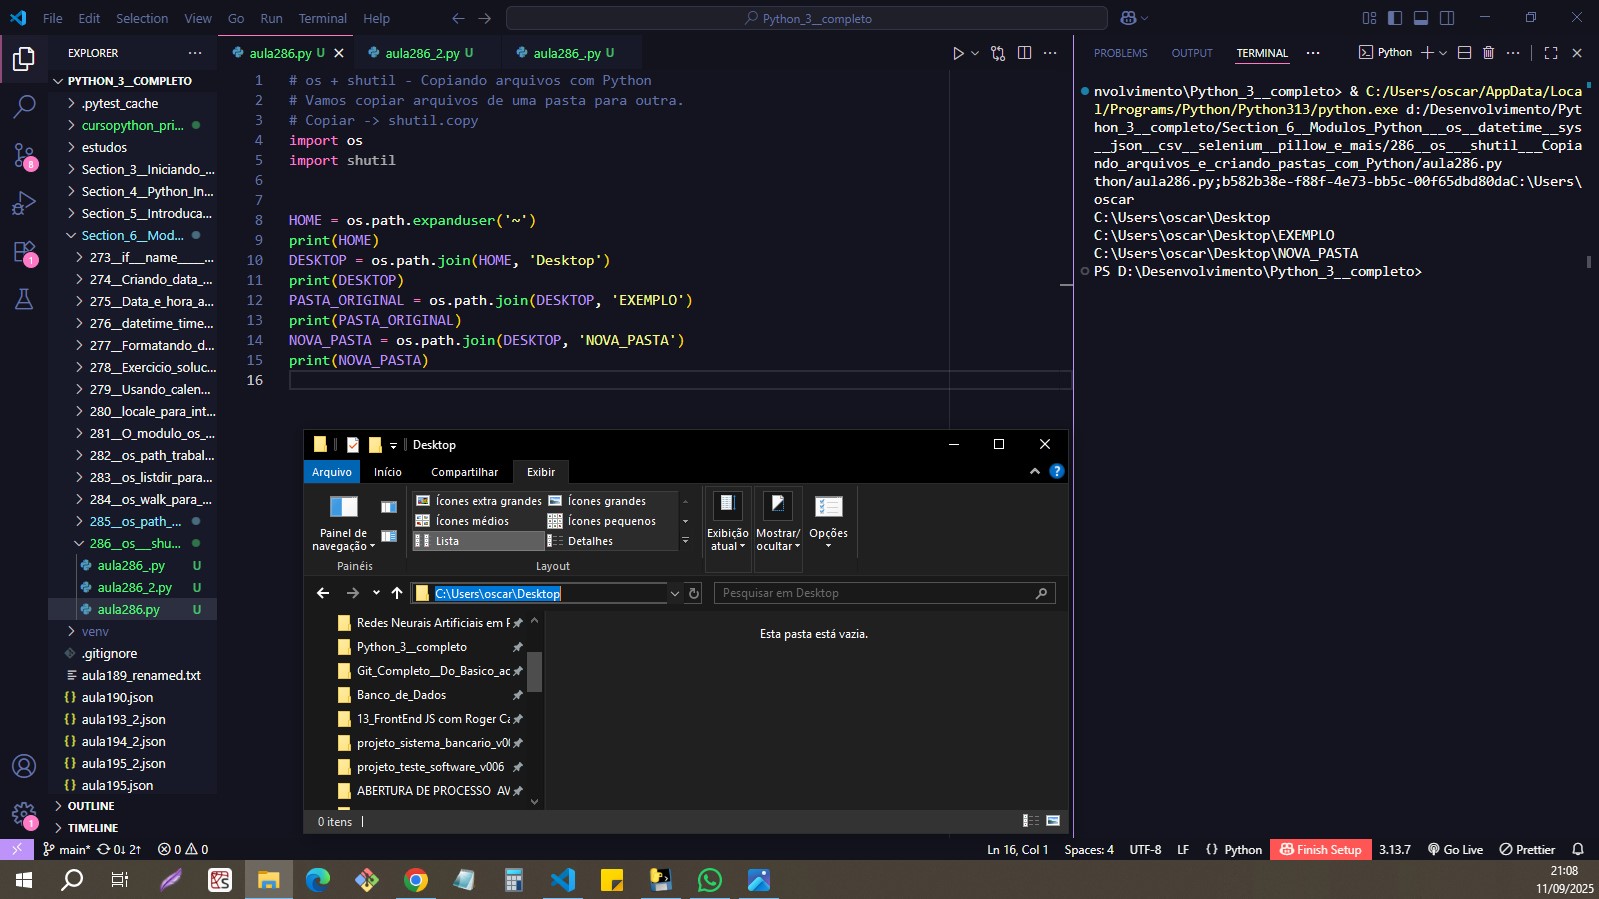 File Edit Selection View Go Run Terminal Help
Python_3__completo
EXPLORER
PYTHON_3__COMPLETO
.pytest_cache
cursopython_pri...
estudos
Section_3__Iniciando_...
Section_4__Python_In...
Section_5__Introduca...
Section_6__Mod...
273__if__name____...
274__Criando_data_...
275__Data_e_hora_a...
276__datetime_time...
277__Formatando_d...
278__Exercicio_soluc...
279__Usando_calen...
280__locale_para_int...
281__O_modulo_os_...
282__os_path_trabal...
283__os_listdir_para...
284__os_walk_para_...
285__os_path_...
286__os___shu...
aula286_.py U
aula286_2.py U
aula286.py U
venv
.gitignore
aula189_renamed.txt
aula190.json
aula193_2.json
aula194_2.json
aula195_2.json
aula195.json
OUTLINE
TIMELINE
8
1
1
aula286.py U
aula286_2.py U
aula286_.py U
1 # os + shutil - Copiando arquivos com Python
2 # Vamos copiar arquivos de uma pasta para outra.
3 # Copiar -> shutil.copy
4 import os
5 import shutil
6
7
8 HOME = os.path.expanduser('~')
9 print(HOME)
10 DESKTOP = os.path.join(HOME, 'Desktop')
11 print(DESKTOP)
12 PASTA_ORIGINAL = os.path.join(DESKTOP, 'EXEMPLO')
13 print(PASTA_ORIGINAL)
14 NOVA_PASTA = os.path.join(DESKTOP, 'NOVA_PASTA')
15 print(NOVA_PASTA)
16
PROBLEMS OUTPUT TERMINAL
Python
nvolvimento\Python_3__completo> & C:/Users/oscar/AppData/Loca
l/Programs/Python/Python313/python.exe d:/Desenvolvimento/Pyt
hon_3__completo/Section_6__Modulos_Python___os__datetime__sys
__json__csv__selenium__pillow_e_mais/286__os___shutil___Copia
ndo_arquivos_e_criando_pastas_com_Python/aula286.py
thon/aula286.py;b582b38e-f88f-4e73-bb5c-00f65dbd80daC:\Users\
oscar
C:\Users\oscar\Desktop
C:\Users\oscar\Desktop\EXEMPLO
C:\Users\oscar\Desktop\NOVA_PASTA
PS D:\Desenvolvimento\Python_3__completo>
Desktop
Arquivo Início Compartilhar Exibir
Painel de
navegação
Painéis
Ícones extra grandes
Ícones grandes
Ícones médios
Ícones pequenos
Lista
Detalhes
Layout
Exibição
atual
Mostrar/
ocultar
Opções
C:\Users\oscar\Desktop
Pesquisar em Desktop
Redes Neurais Artificiais em P
Python_3__completo
Git_Completo__Do_Basico_ac
Banco_de_Dados
13_FrontEnd JS com Roger Ca
projeto_sistema_bancario_v00
projeto_teste_software_v006
ABERTURA DE PROCESSO AV
Esta pasta está vazia.
0 itens
main* 0↓ 2↑ 0 0
Ln 16, Col 1 Spaces: 4 UTF-8 LF {} Python Finish Setup 3.13.7 Go Live Prettier
21:08
11/09/2025